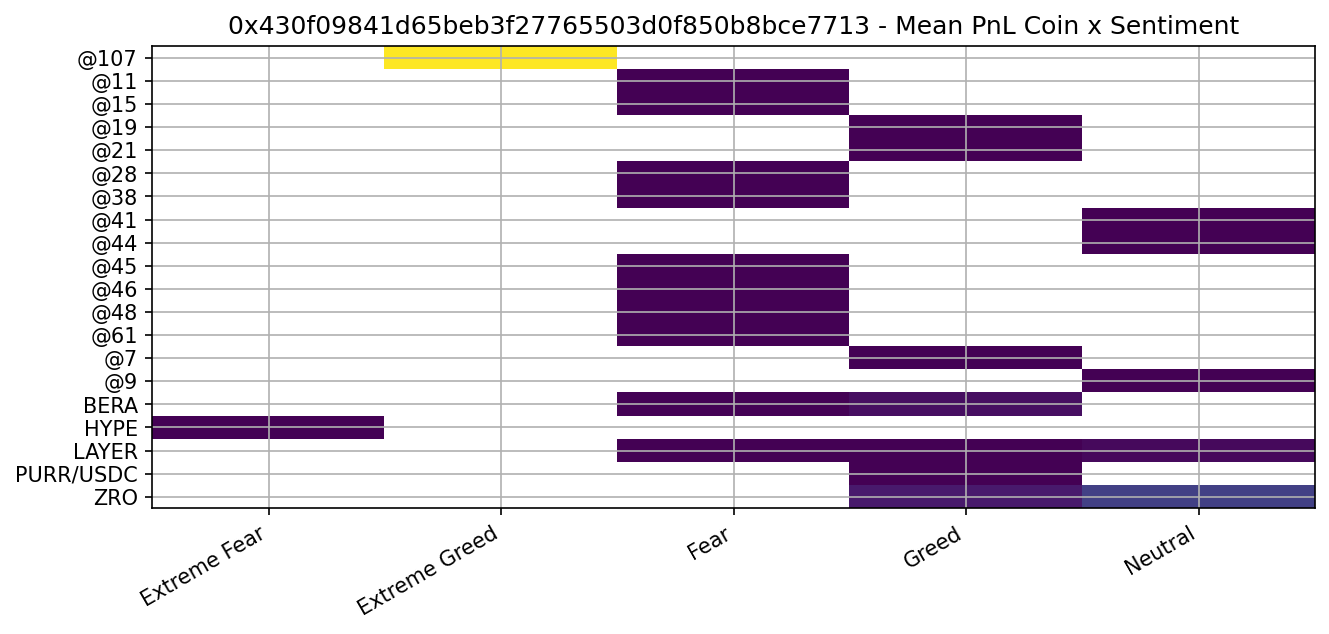 0x430f09841d65beb3f27765503d0f850b8bce7713 - Mean PnL Coin x Sentiment
@107
@11
@15
@19
@21
@28
@38
@41
@44
@45
@46
@48
@61
@7
@9
BERA
HYPE
LAYER
PURR/USDC
ZRO
Extreme Fear
Extreme Greed
Fear
Greed
Neutral